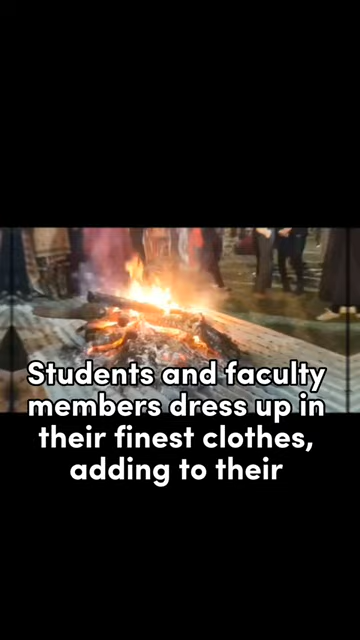 Students and faculty
members dress up in
their finest clothes,
adding to their